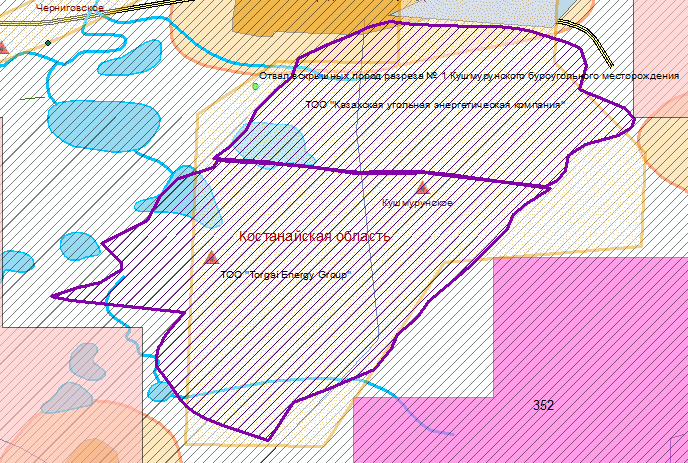 Черниговское
Отвал вскрышных пород разреза № 1 Кушмурунского буроугольного месторождения
ТОО "Казахская угольная энергетическая компания"
Кушмурунское
Костанайская область
ТОО "Torgai Energy Group"
352